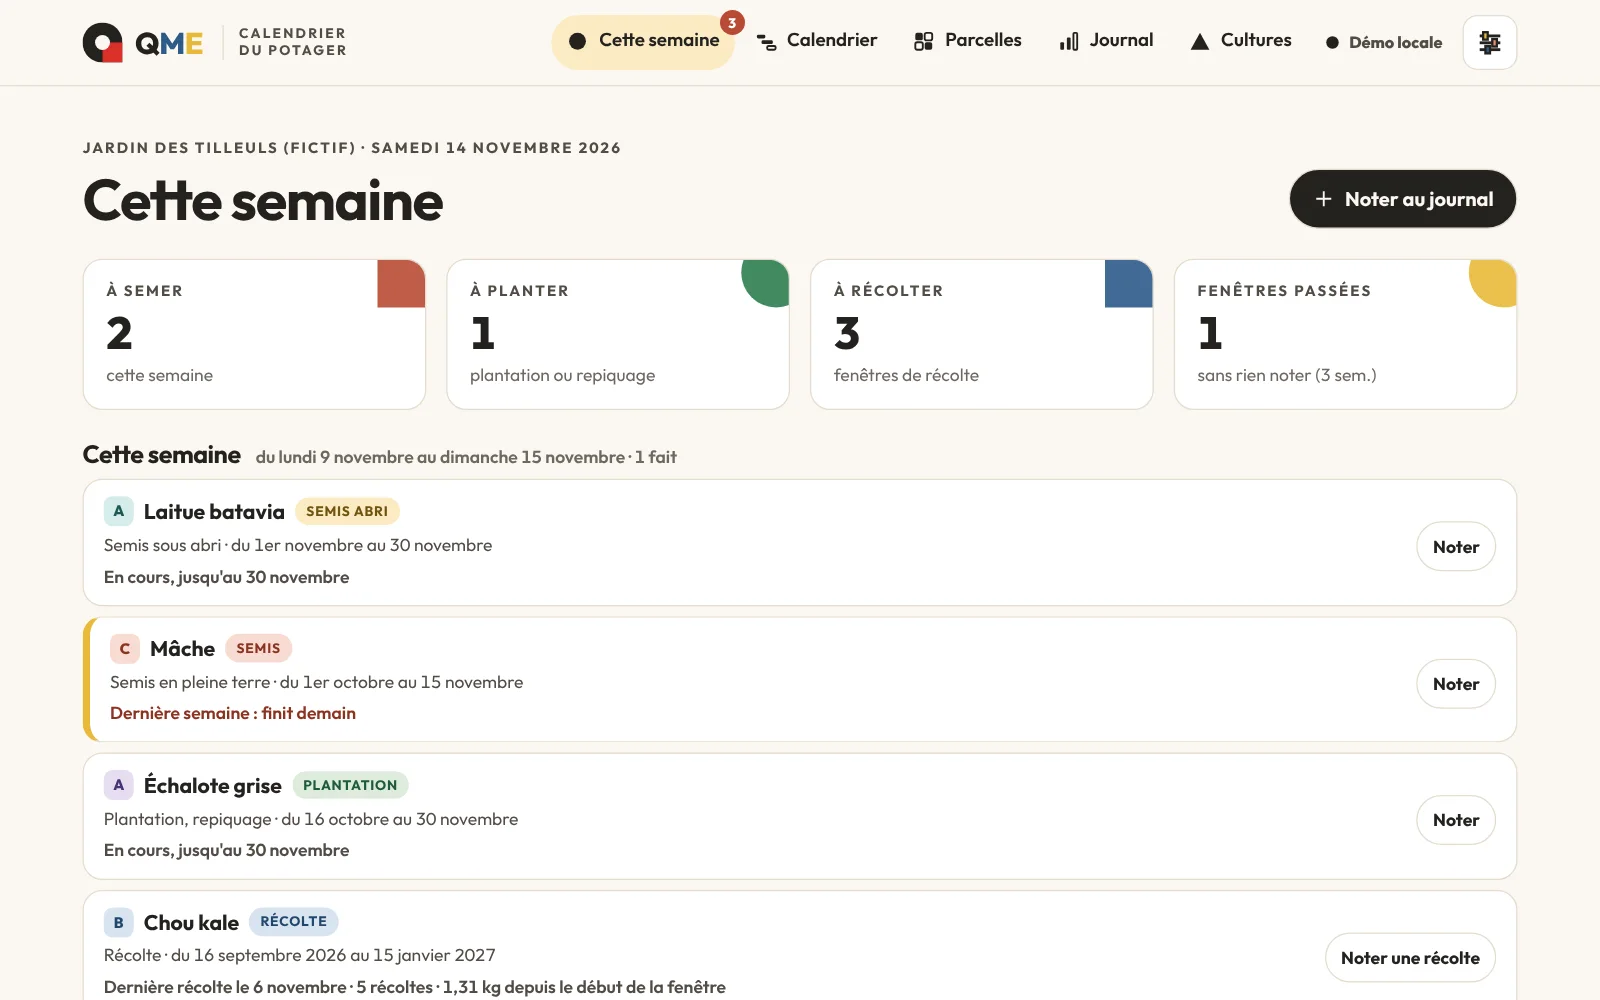 QME
CALENDRIER
DU POTAGER
Cette semaine
3
Calendrier
Parcelles
Journal
Cultures
Démo locale
JARDIN DES TILLEULS (FICTIF) · SAMEDI 14 NOVEMBRE 2026
Cette semaine
+ Noter au journal
À SEMER
2
cette semaine
À PLANTER
1
plantation ou repiquage
À RÉCOLTER
3
fenêtres de récolte
FENÊTRES PASSÉES
1
sans rien noter (3 sem.)
Cette semaine du lundi 9 novembre au dimanche 15 novembre · 1 fait
A Laitue batavia SEMIS ABRI
Semis sous abri · du 1er novembre au 30 novembre
En cours, jusqu'au 30 novembre
Noter
C Mâche SEMIS
Semis en pleine terre · du 1er octobre au 15 novembre
Dernière semaine : finit demain
Noter
A Échalote grise PLANTATION
Plantation, repiquage · du 16 octobre au 30 novembre
En cours, jusqu'au 30 novembre
Noter
B Chou kale RÉCOLTE
Récolte · du 16 septembre 2026 au 15 janvier 2027
Dernière récolte le 6 novembre · 5 récoltes · 1,31 kg depuis le début de la fenêtre
Noter une récolte